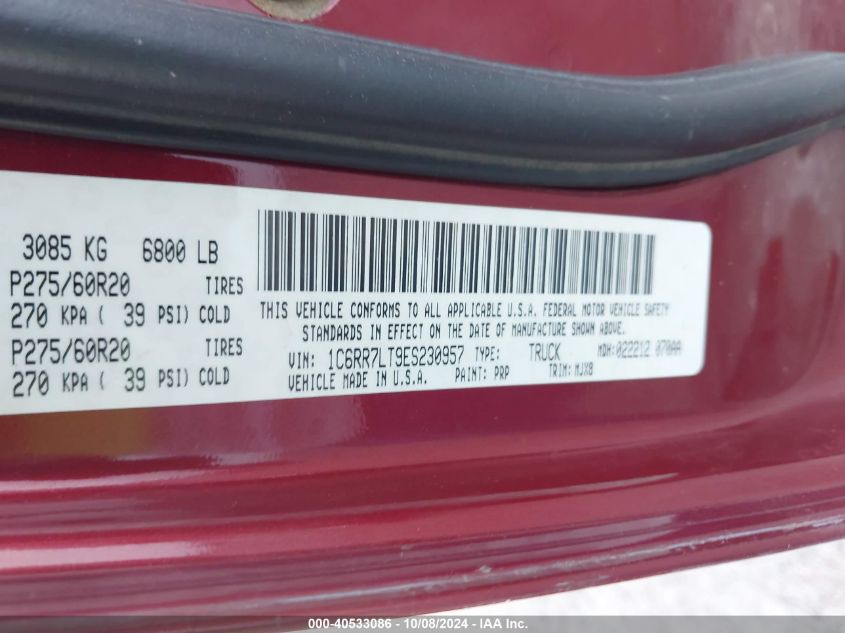 3085 KG 6800 LB
P275/60R20 TIRES
270 KPA ( 39 PSI) COLD
P275/60R20 TIRES
270 KPA ( 39 PSI) COLD
THIS VEHICLE CONFORMS TO ALL APPLICABLE U.S.A. FEDERAL MOTOR VEHICLE SAFETY
STANDARDS IN EFFECT ON THE DATE OF MANUFACTURE SHOWN ABOVE.
VIN: 1C6RR7LT9ES230957 TYPE: TRUCK MDH:022212 070AA
VEHICLE MADE IN U.S.A. PAINT: PRP TRIM: MJX8
000-40533086 - 10/08/2024 - IAA Inc.